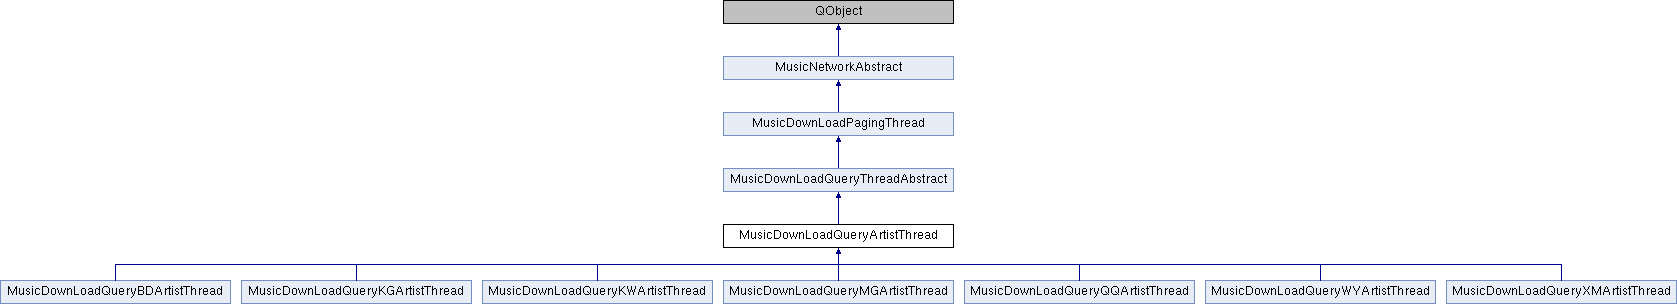 QObject
MusicNetworkAbstract
MusicDownLoadPagingThread
MusicDownLoadQueryThreadAbstract
MusicDownLoadQueryArtistThread
MusicDownLoadQueryBDArtistThread MusicDownLoadQueryKGArtistThread MusicDownLoadQueryKWArtistThread MusicDownLoadQueryMGArtistThread MusicDownLoadQueryQQArtistThread MusicDownLoadQueryWYArtistThread MusicDownLoadQueryXMArtistThread